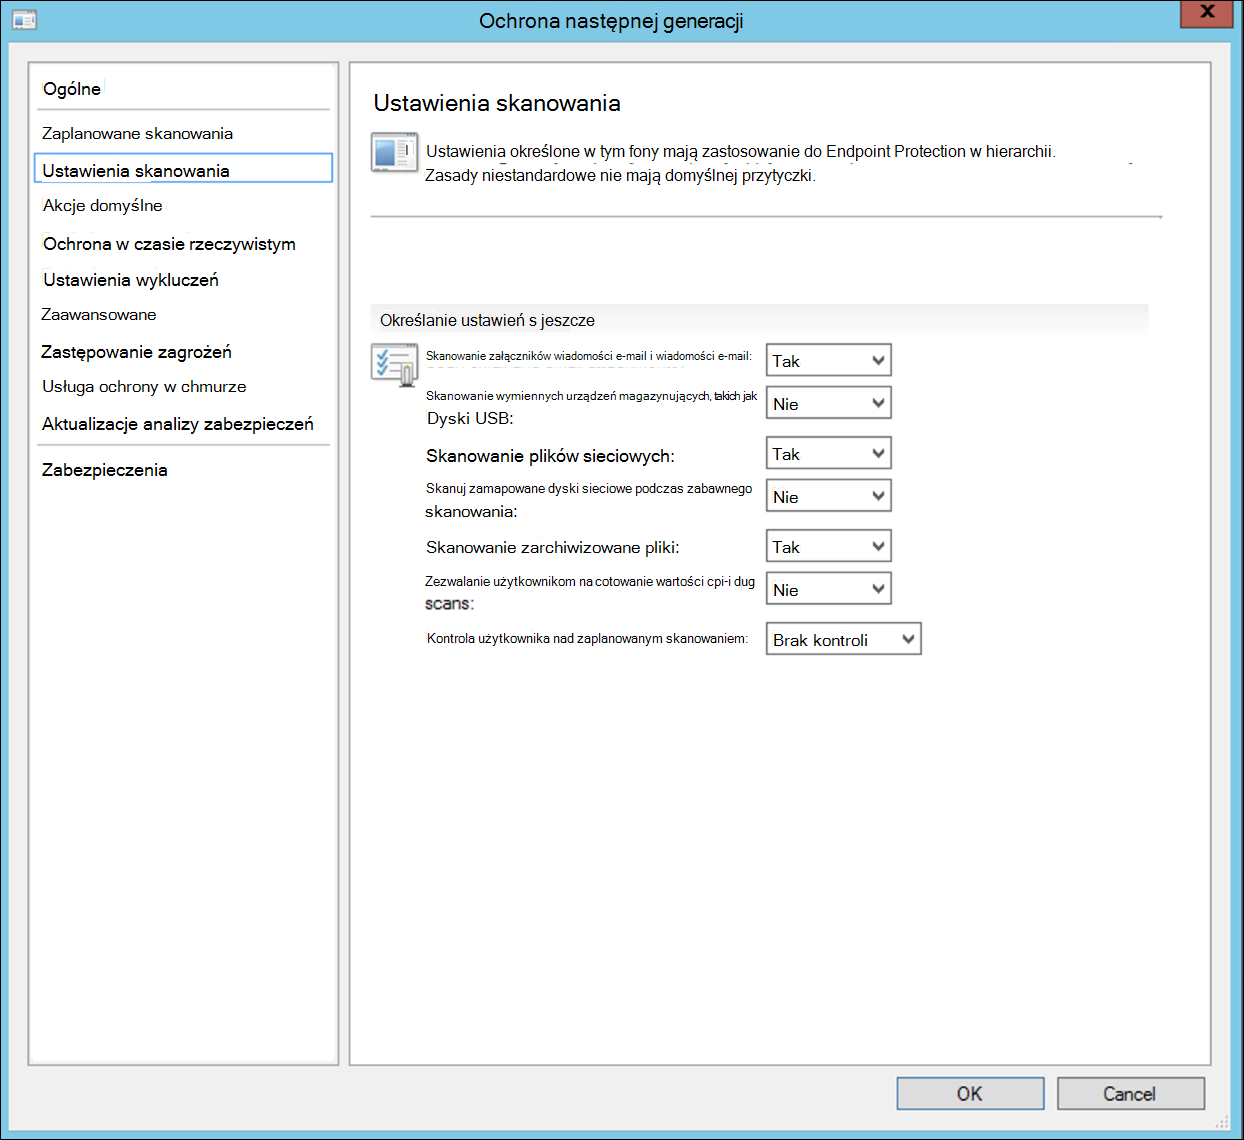 Ochrona następnej generacji
X
Ogólne
Zaplanowane skanowania
Ustawienia skanowania
Akcje domyślne
Ochrona w czasie rzeczywistym
Ustawienia wykluczeń
Zaawansowane
Zastępowanie zagrożeń
Usługa ochrony w chmurze
Aktualizacje analizy zabezpieczeń
Zabezpieczenia
Ustawienia skanowania
Ustawienia określone w tym fony mają zastosowanie do Endpoint Protection w hierarchii.
Zasady niestandardowe nie mają domyślnej przytyczki.
Określanie ustawień s jeszcze
Skanowanie załączników wiadomości e-mail i wiadomości e-mail: Tak
Skanowanie wymiennych urządzeń magazynujących, takich jak Nie
Dyski USB:
Skanowanie plików sieciowych: Tak
Skanuj zamapowane dyski sieciowe podczas zabawnego Nie
skanowania:
Skanowanie zarchiwizowane pliki: Tak
Zezwalanie użytkownikom na cotowanie wartości cpi-i dug Nie
scans:
Kontrola użytkownika nad zaplanowanym skanowaniem: Brak kontroli
OK Cancel